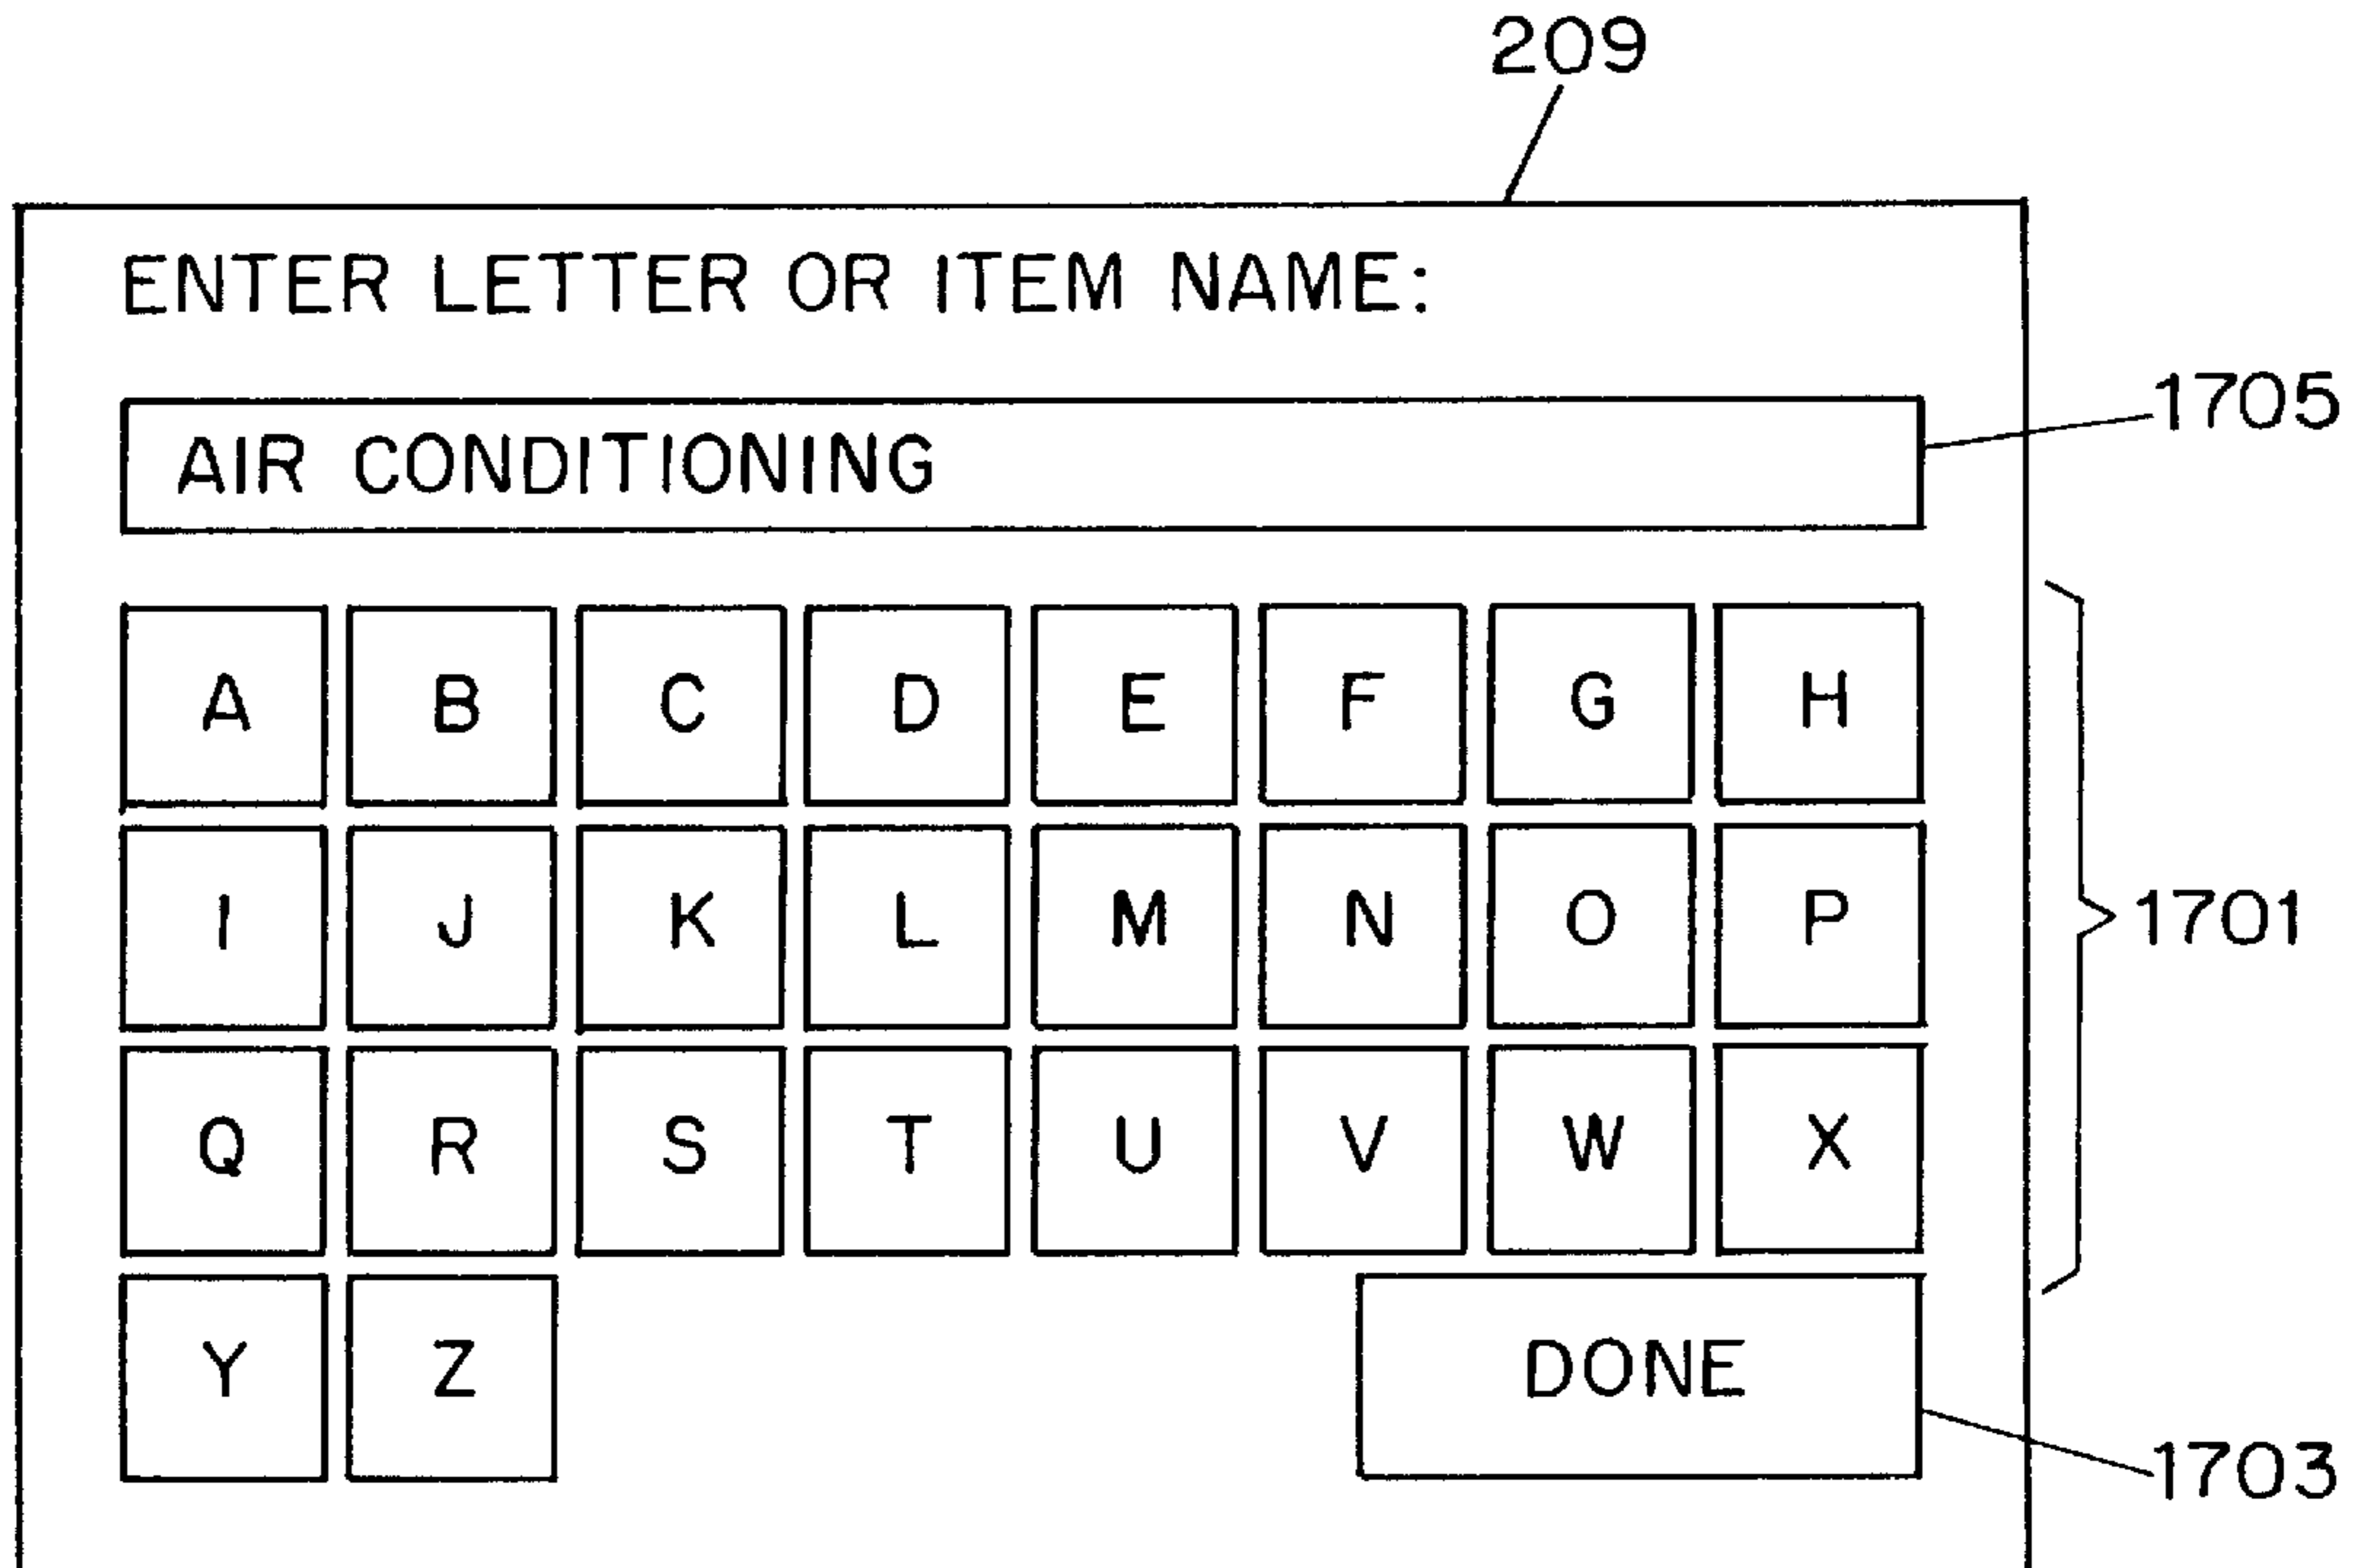 209
ENTER LETTER OR ITEM NAME:
1705
AIR CONDITIONING
A B C D E F G H
I J K L M N O P
1701
Q R S T U V W X
Y Z DONE
1703